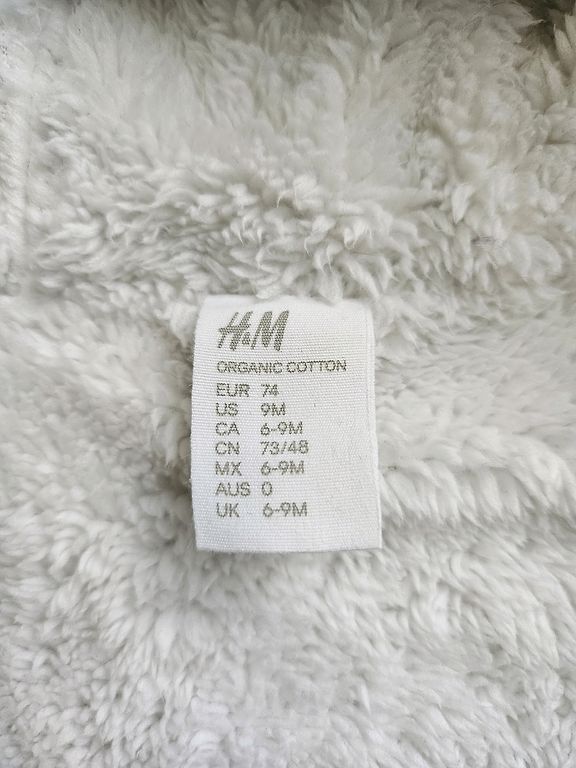 H&M
ORGANIC COTTON
EUR 74
US 9M
CA 6-9M
CN 73/48
MX 6-9M
AUS 0
UK 6-9M